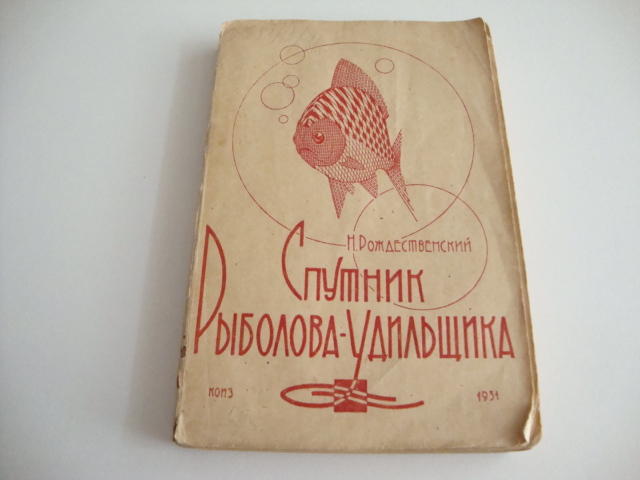 Н. Рождественский
Спутник
Рыболова-Удильщика
КОИЗ 1931